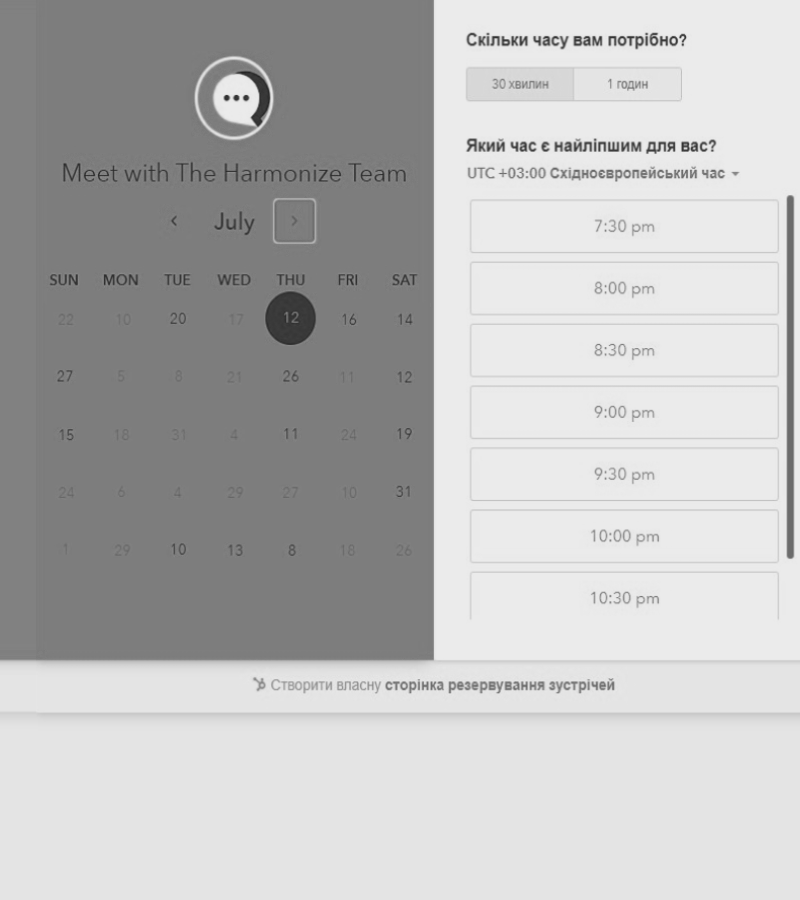 Meet with The Harmonize Team
July
SUN MON TUE WED THU FRI SAT
22 10 20 17 12 16 14
27 5 8 21 26 11 12
15 18 31 4 11 24 19
24 6 4 29 27 10 31
1 29 10 13 8 18 26
Скільки часу вам потрібно?
30 хвилин 1 годин
Який час є найліпшим для вас?
UTC +03:00 Східноєвропейський час
7:30 pm
8:00 pm
8:30 pm
9:00 pm
9:30 pm
10:00 pm
10:30 pm
Створити власну сторінка резервування зустрічей